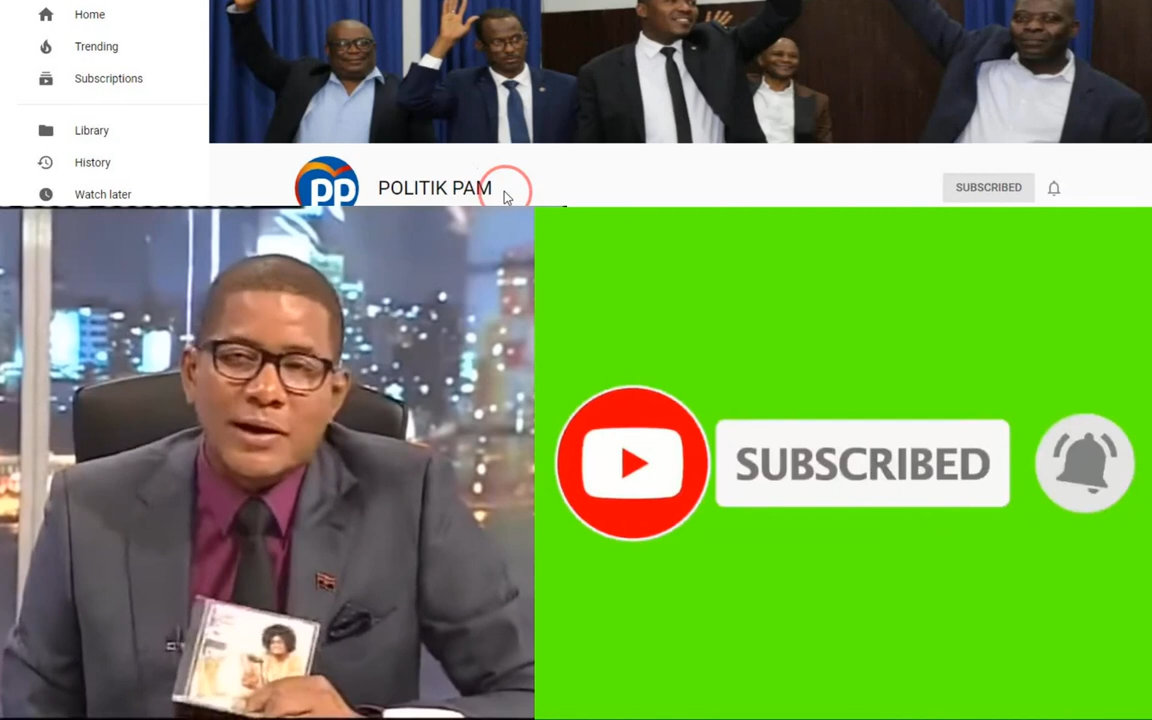 Home
Trending
Subscriptions
Library
History
Watch later
pp
POLITIK PAM
SUBSCRIBED
SUBSCRIBED